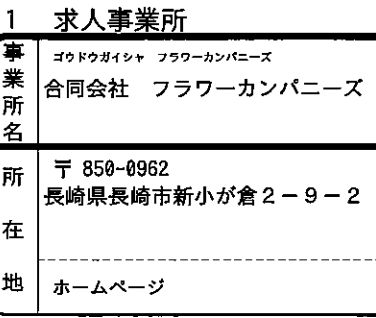 1 求人事業所
事業所名
ゴウドウガイシャ フラワーカンパニーズ
合同会社 フラワーカンパニーズ
所在地
〒 850-0962
長崎県長崎市新小が倉2-9-2
ホームページ